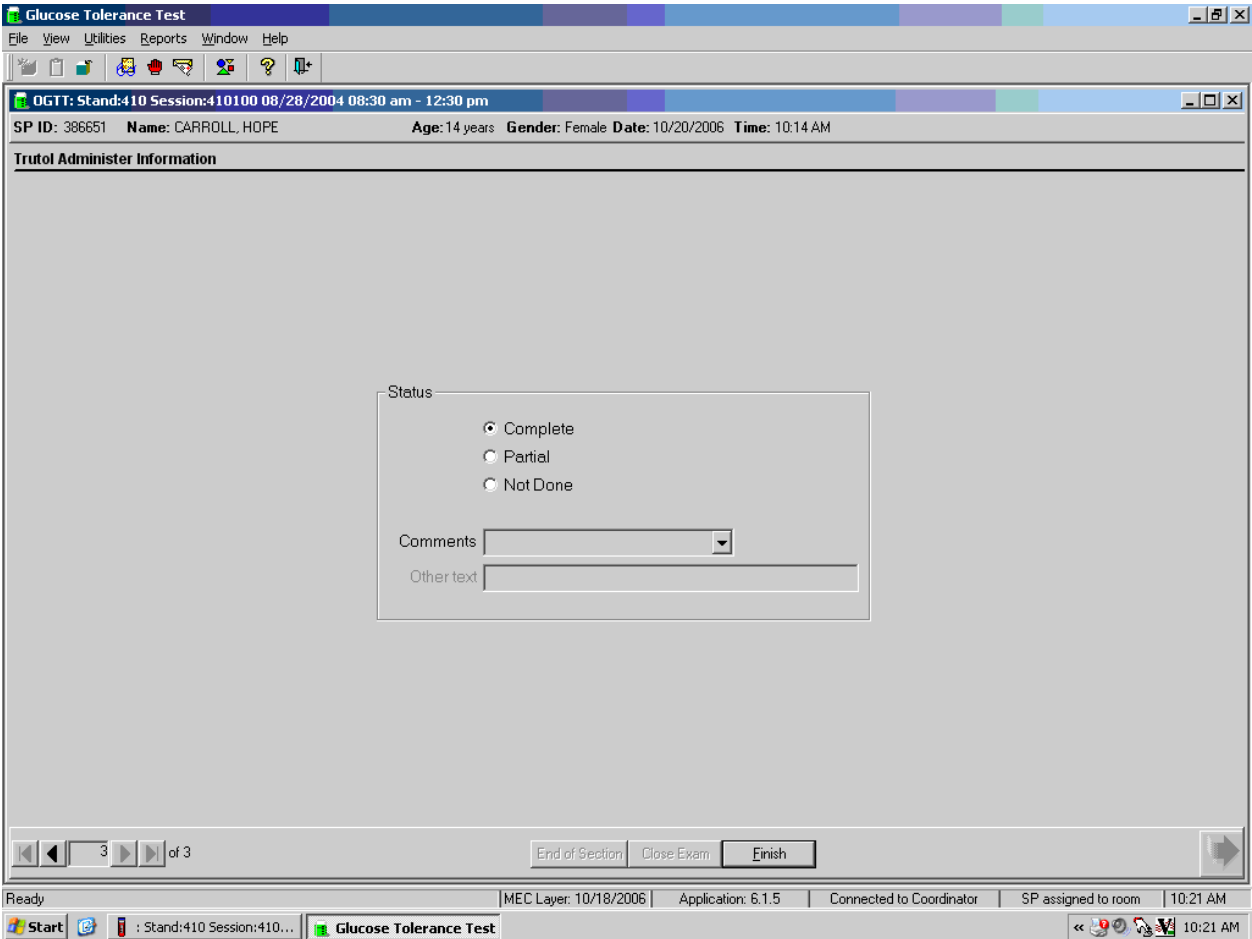 Glucose Tolerance Test
File View Utilities Reports Window Help
OGTT: Stand:410 Session:410100 08/28/2004 08:30 am - 12:30 pm
SP ID: 386651 Name: CARROLL, HOPE Age: 14 years Gender: Female Date: 10/20/2006 Time: 10:14 AM
Trutol Administer Information
Status
Complete
Partial
Not Done
Comments
Other text
3 of 3 End of Section Close Exam Finish
Ready MEC Layer: 10/18/2006 Application: 6.1.5 Connected to Coordinator SP assigned to room 10:21 AM
Start : Stand:410 Session:410... Glucose Tolerance Test « 10:21 AM